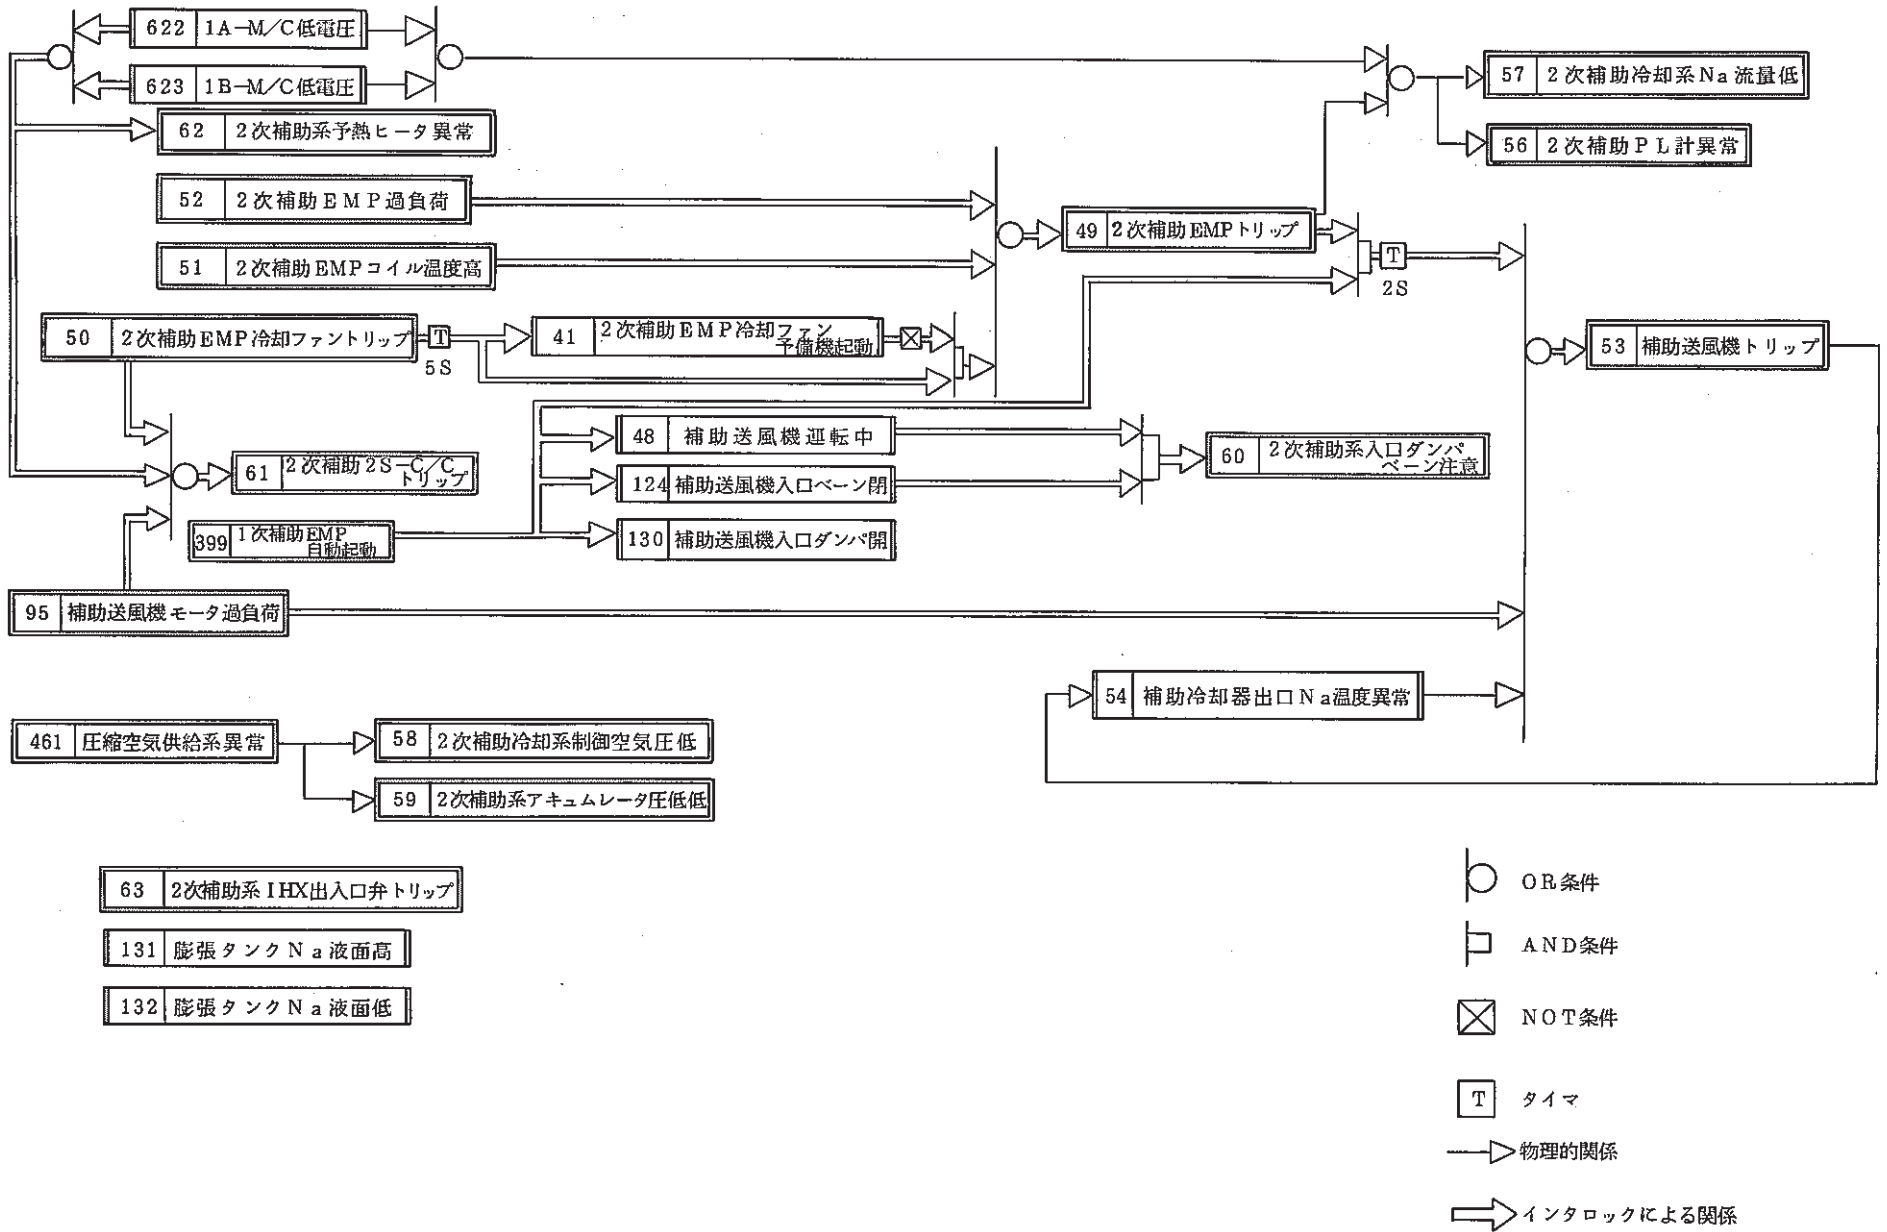 622 1A-M/C低電圧
623 1B-M/C低電圧
57 2次補助冷却系Na流量低
62 2次補助系予熱ヒータ異常
56 2次補助PL計異常
52 2次補助EMP過負荷
49 2次補助EMPトリップ
51 2次補助EMPコイル温度高
T
2S
50 2次補助EMP冷却ファントリップ
T
5S
41 2次補助EMP冷却ファン
予備機起動
53 補助送風機トリップ
48 補助送風機運転中
60 2次補助系入口ダンパ
ベーン注意
61 2次補助2S-C/C
トリップ
124 補助送風機入口ベーン閉
399 1次補助EMP
自動起動
130 補助送風機入口ダンパ開
95 補助送風機モータ過負荷
54 補助冷却器出口Na温度異常
461 圧縮空気供給系異常
58 2次補助冷却系制御空気圧低
59 2次補助系アキュムレータ圧低低
63 2次補助系IHX出入口弁トリップ
131 膨張タンクNa液面高
132 膨張タンクNa液面低
OR条件
AND条件
NOT条件
T タイマ
物理的関係
インタロックによる関係